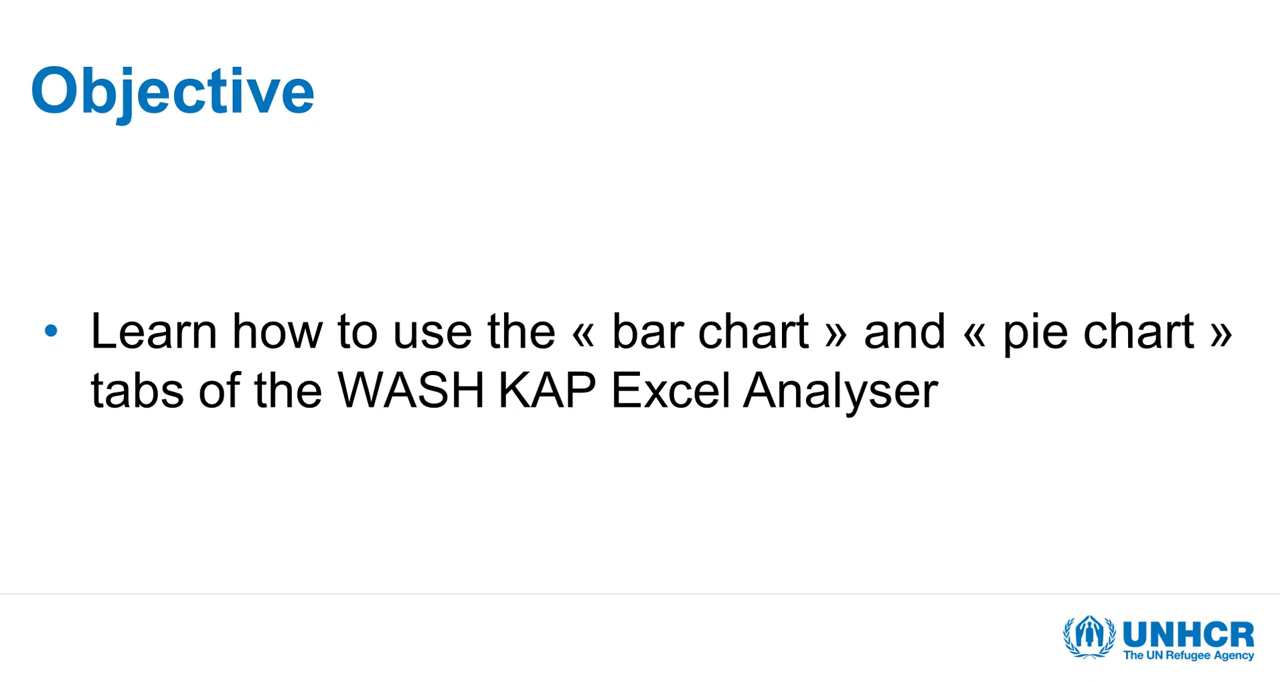 Objective
• Learn how to use the « bar chart » and « pie chart »
tabs of the WASH KAP Excel Analyser
UNHCR
The UN Refugee Agency